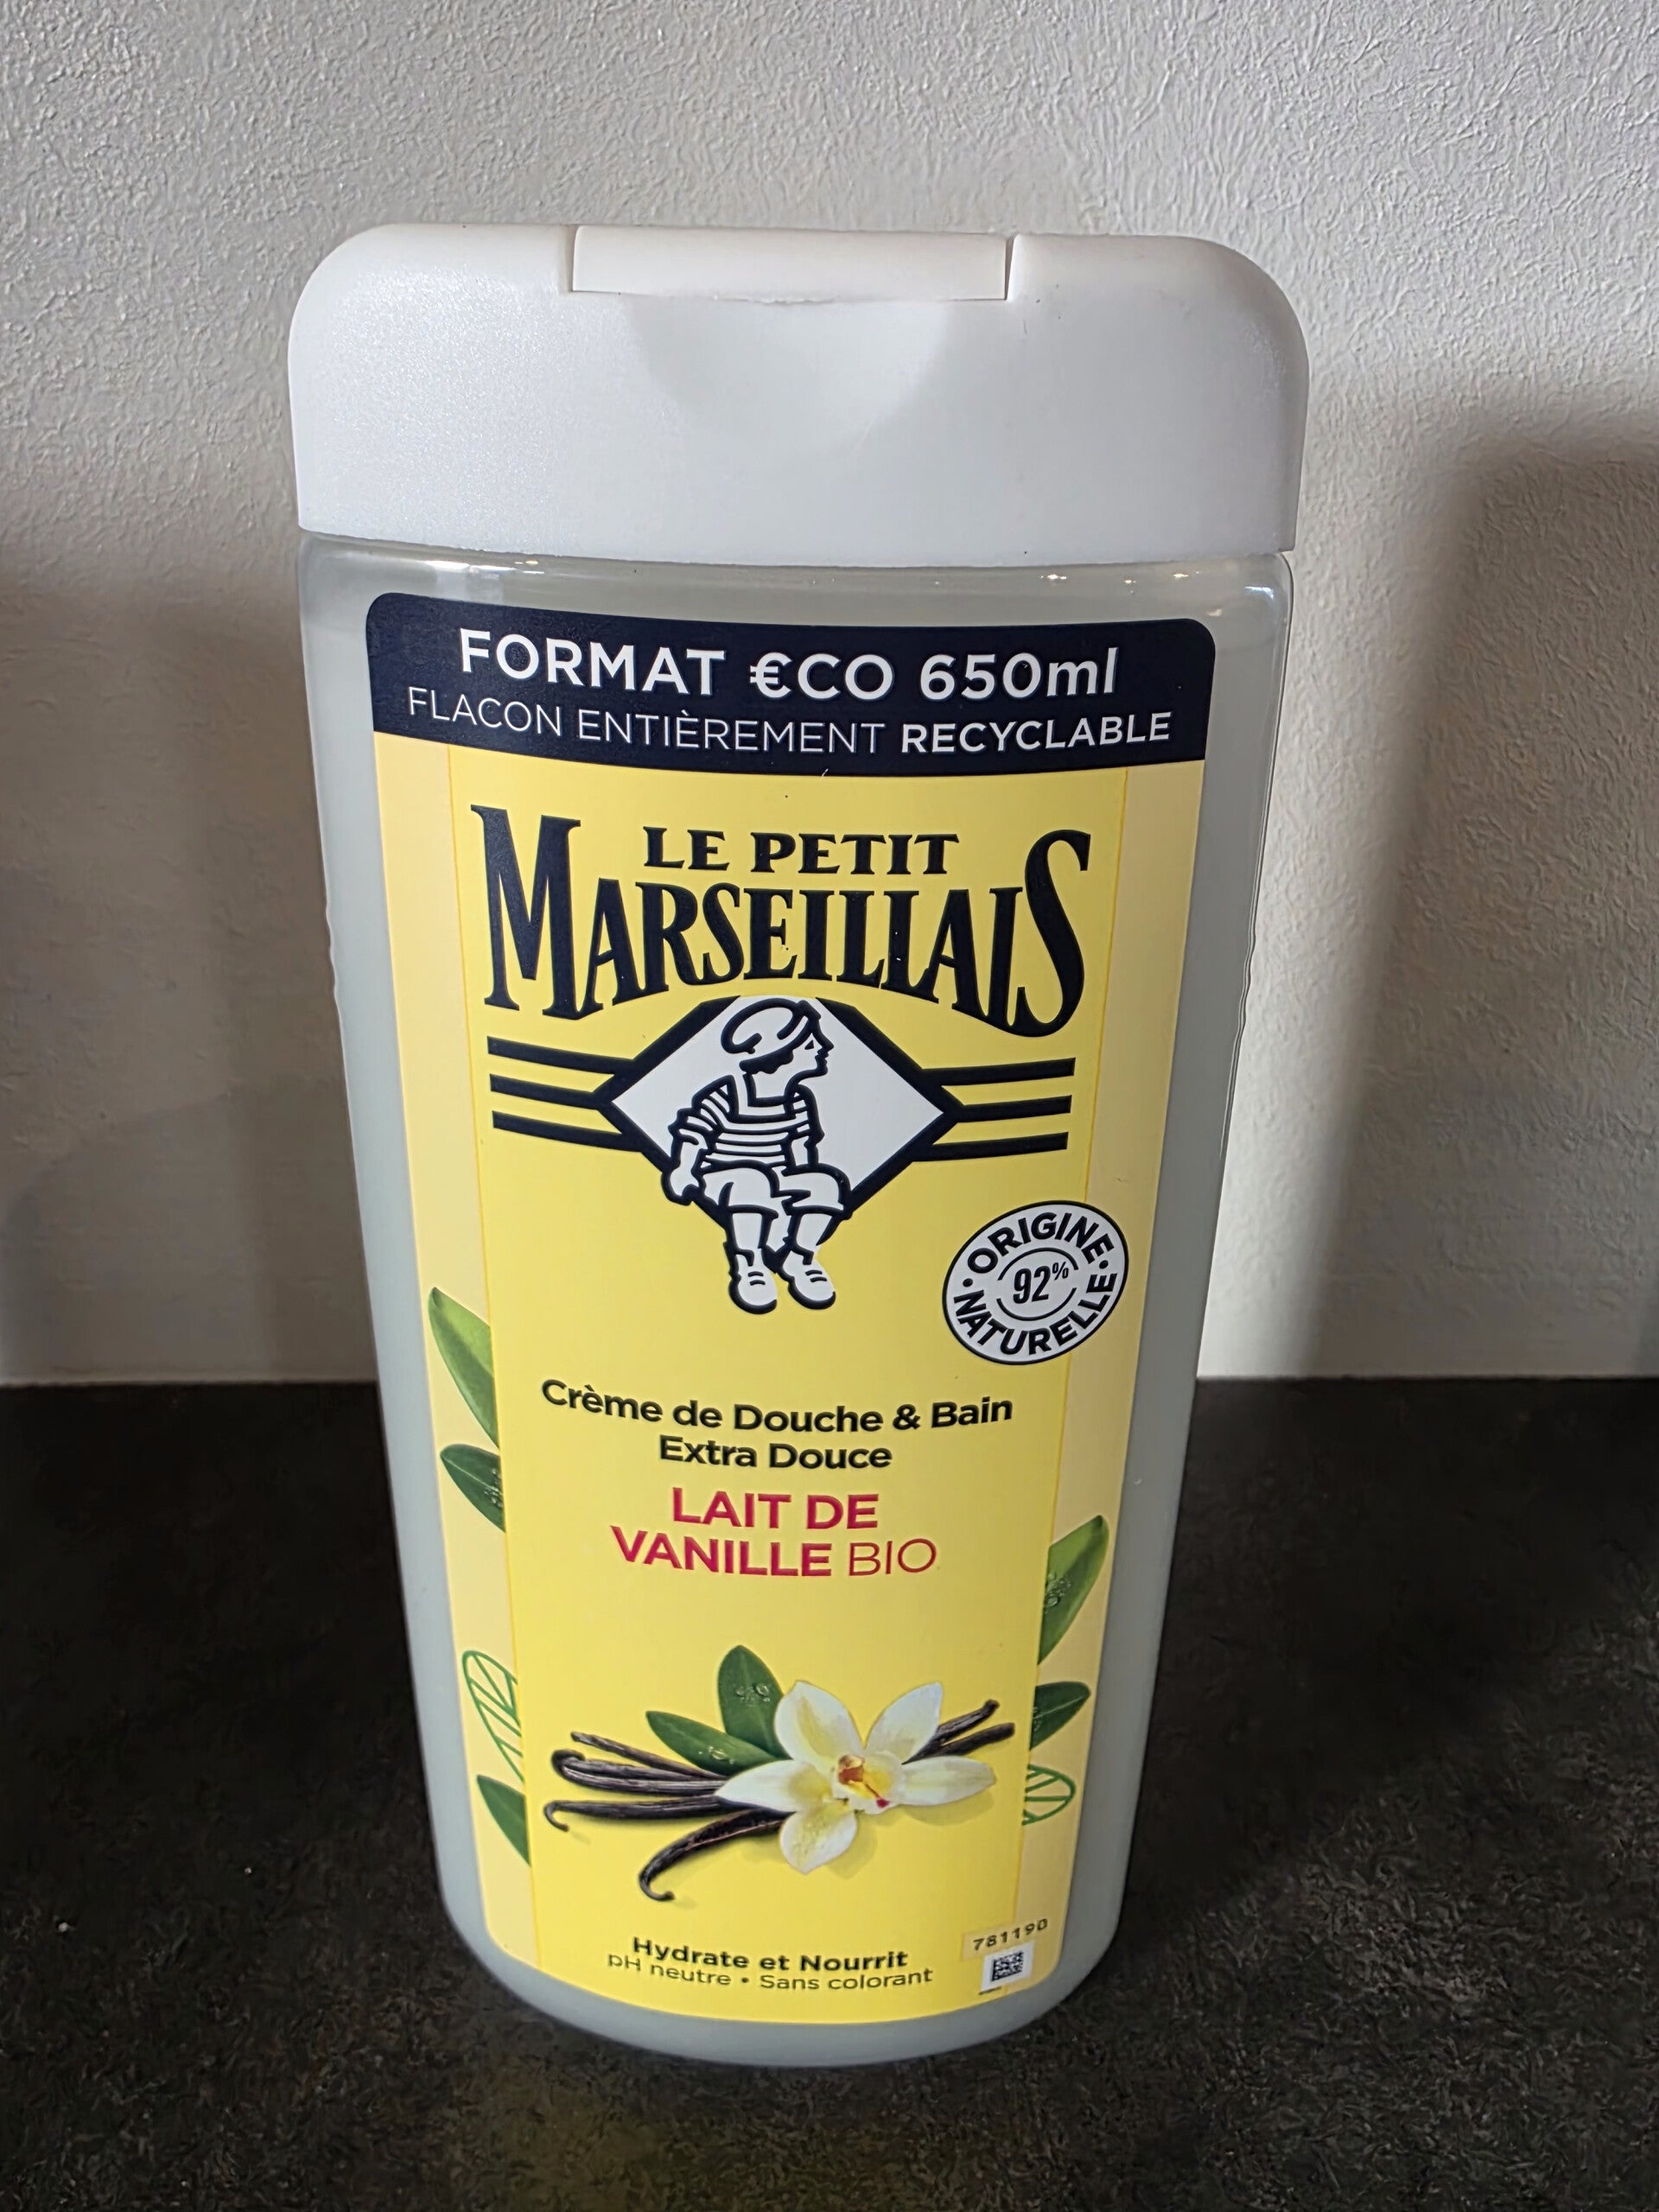 FORMAT €CO 650ml
FLACON ENTIÈREMENT RECYCLABLE
LE PETIT
MARSEILLAIS
ORIGINE
92%
NATURELLE
Crème de Douche & Bain
Extra Douce
LAIT DE
VANILLE BIO
Hydrate et Nourrit
pH neutre • Sans colorant
781190